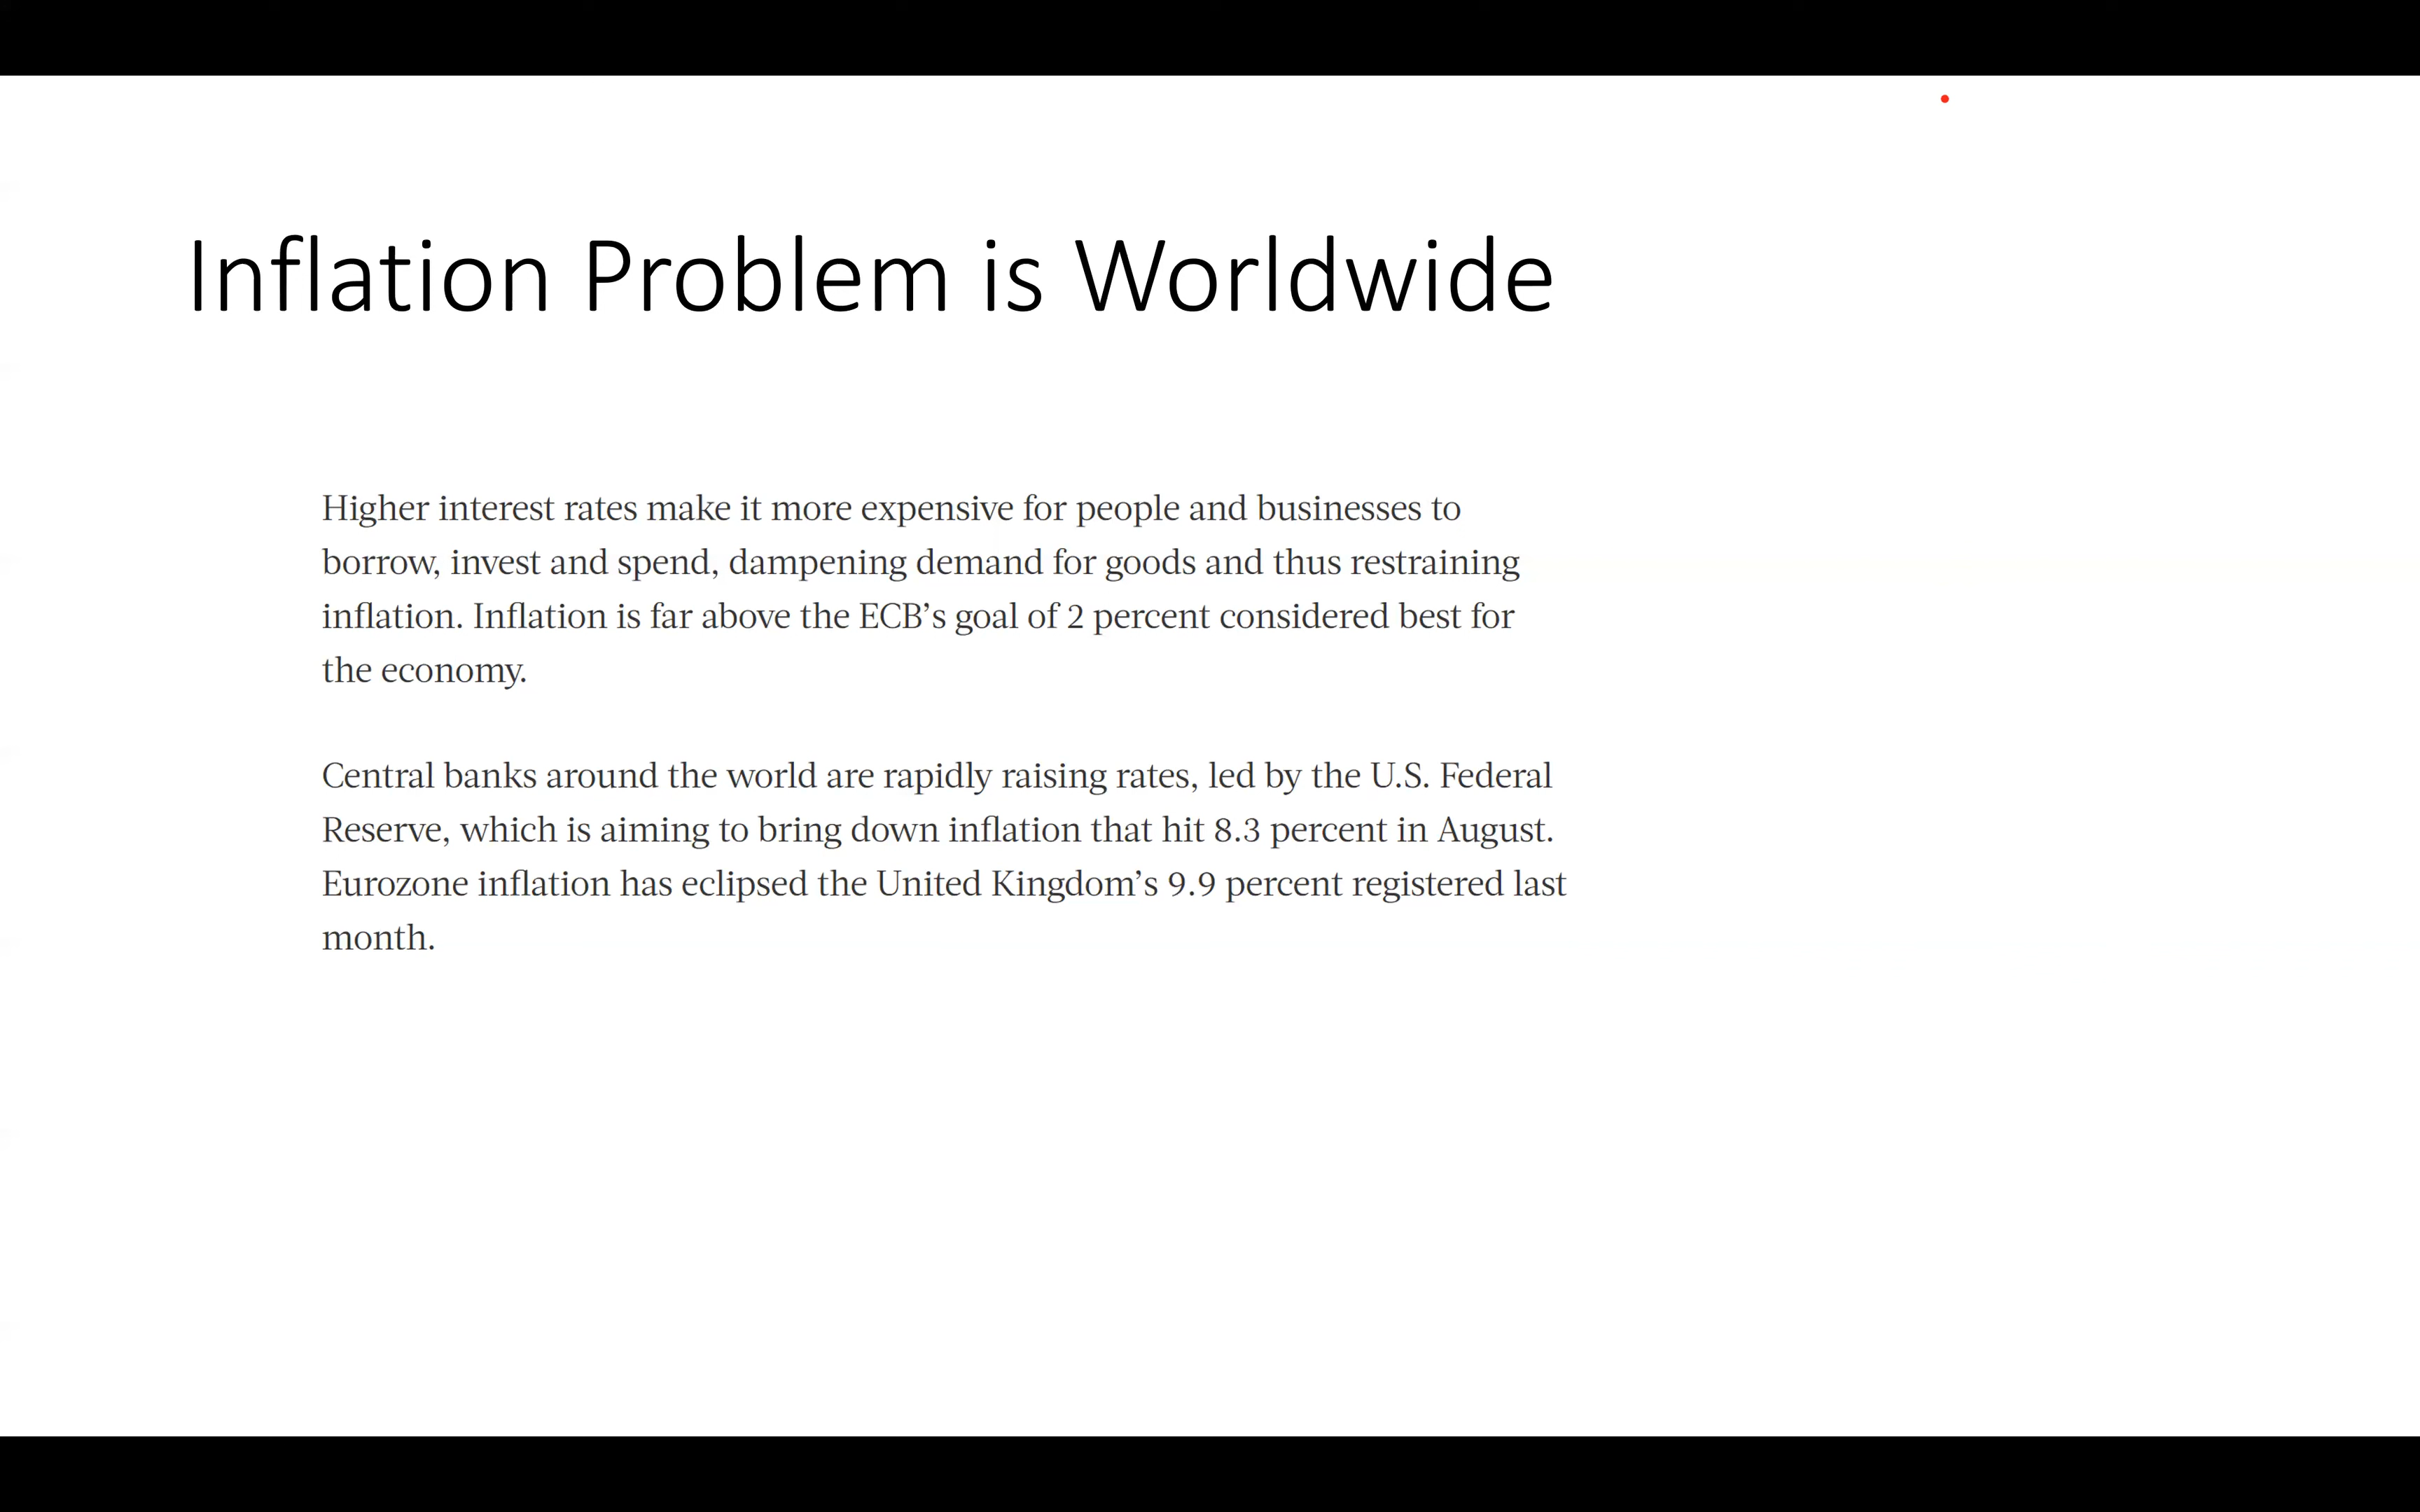 Inflation Problem is Worldwide
Higher interest rates make it more expensive for people and businesses to
borrow, invest and spend, dampening demand for goods and thus restraining
inflation. Inflation is far above the ECB’s goal of 2 percent considered best for
the economy.
Central banks around the world are rapidly raising rates, led by the U.S. Federal
Reserve, which is aiming to bring down inflation that hit 8.3 percent in August.
Eurozone inflation has eclipsed the United Kingdom’s 9.9 percent registered last
month.